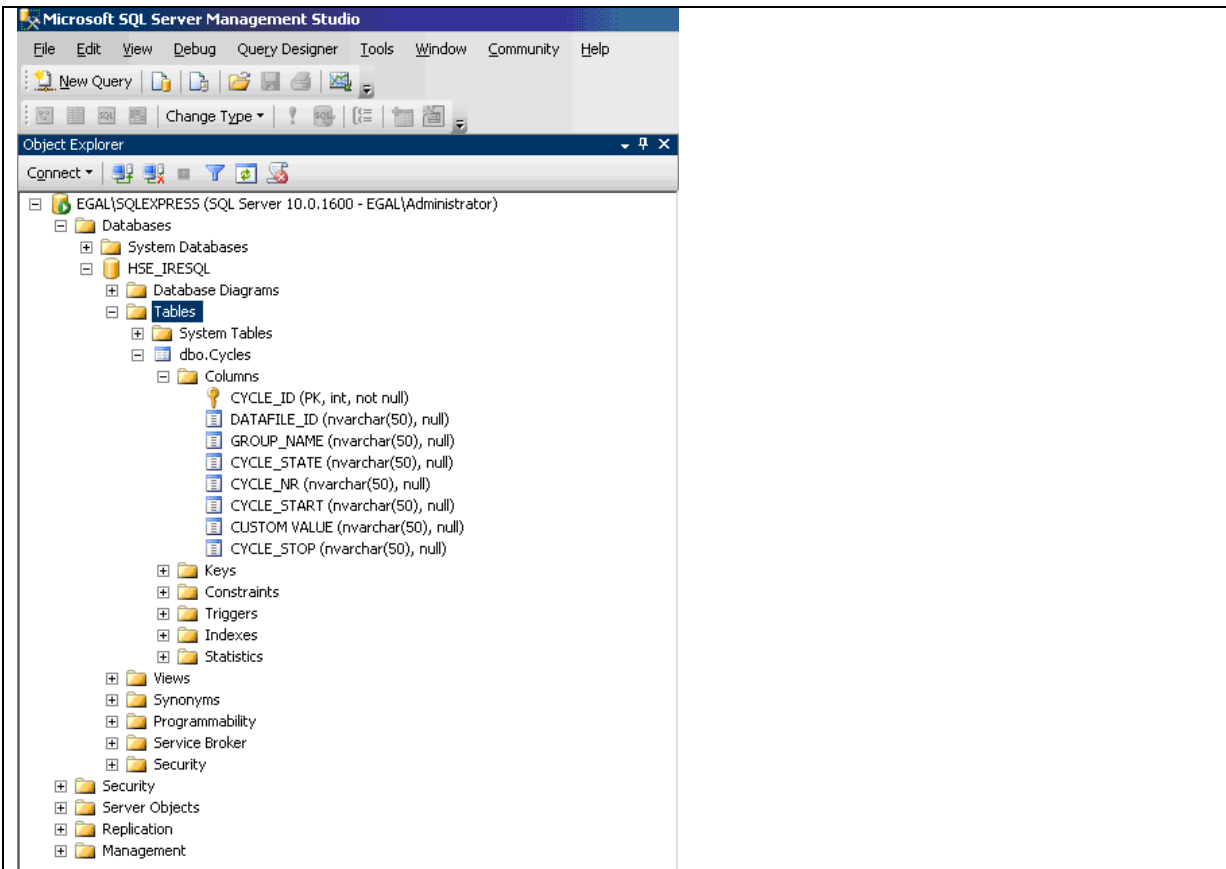 Microsoft SQL Server Management Studio
File Edit View Debug Query Designer Tools Window Community Help
New Query
SQL Change Type SQL
Object Explorer
Connect
EGAL\SQLEXPRESS (SQL Server 10.0.1600 - EGAL\Administrator)
Databases
System Databases
HSE_IRESQL
Database Diagrams
Tables
System Tables
dbo.Cycles
Columns
CYCLE_ID (PK, int, not null)
DATAFILE_ID (nvarchar(50), null)
GROUP_NAME (nvarchar(50), null)
CYCLE_STATE (nvarchar(50), null)
CYCLE_NR (nvarchar(50), null)
CYCLE_START (nvarchar(50), null)
CUSTOM VALUE (nvarchar(50), null)
CYCLE_STOP (nvarchar(50), null)
Keys
Constraints
Triggers
Indexes
Statistics
Views
Synonyms
Programmability
Service Broker
Security
Security
Server Objects
Replication
Management